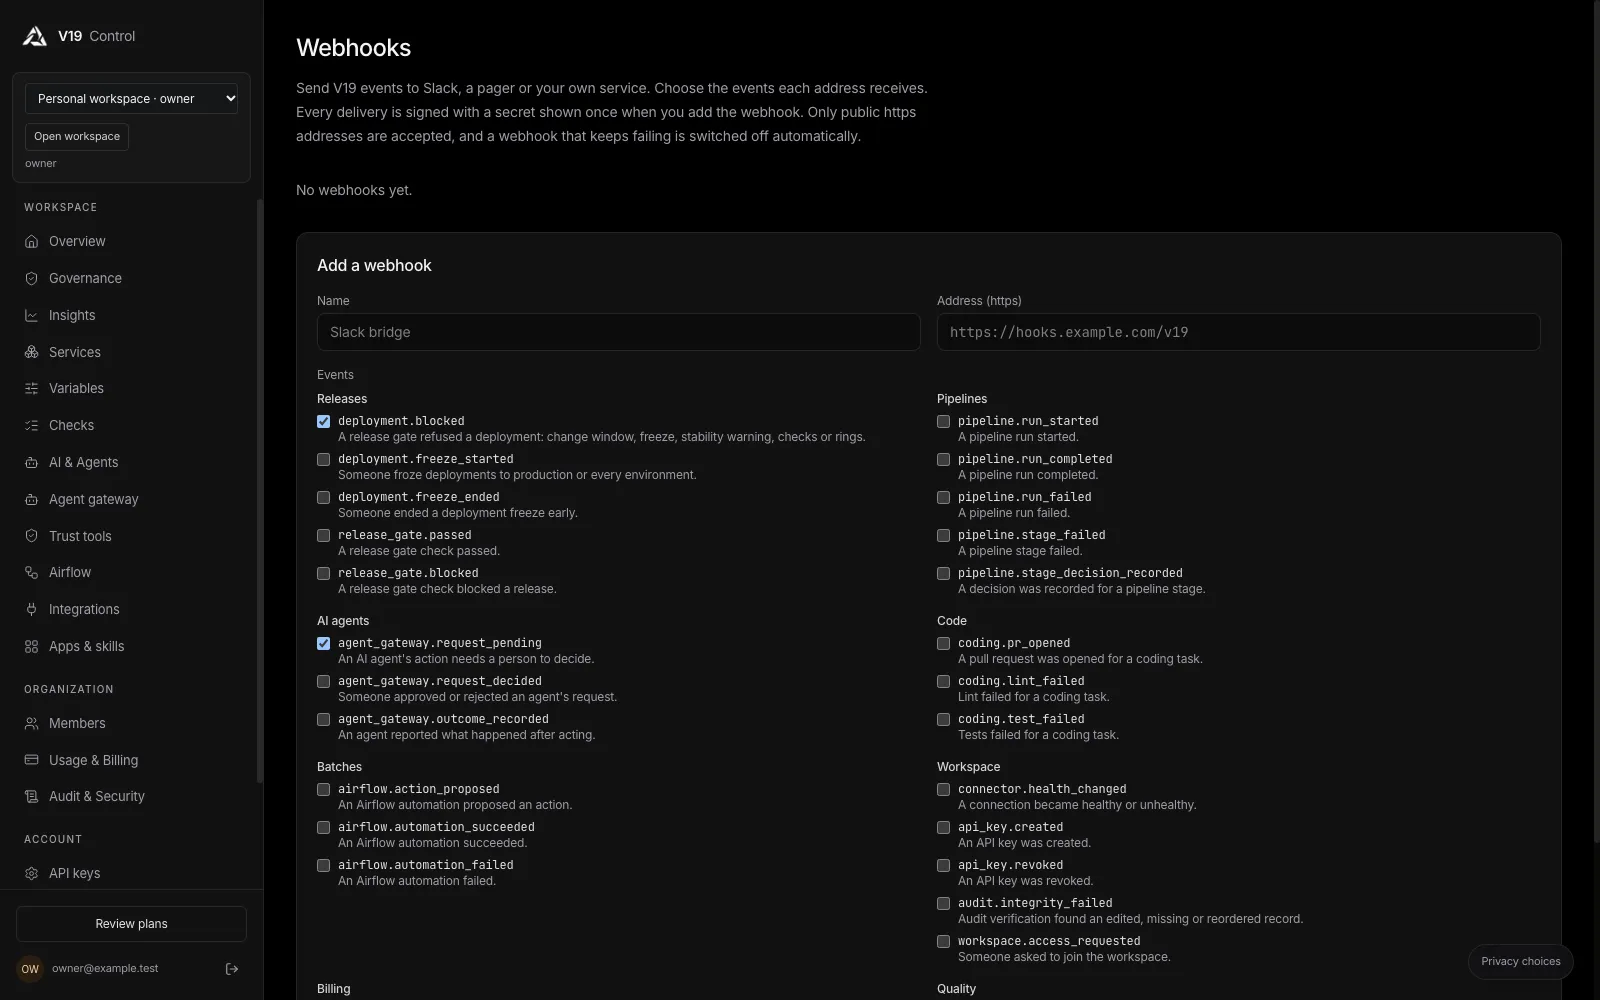 V19 Control
Personal workspace · owner
Open workspace
owner
WORKSPACE
Overview
Governance
Insights
Services
Variables
Checks
AI & Agents
Agent gateway
Trust tools
Airflow
Integrations
Apps & skills
ORGANIZATION
Members
Usage & Billing
Audit & Security
ACCOUNT
API keys
Review plans
OW
owner@example.test
Webhooks
Send V19 events to Slack, a pager or your own service. Choose the events each address receives.
Every delivery is signed with a secret shown once when you add the webhook. Only public https
addresses are accepted, and a webhook that keeps failing is switched off automatically.
No webhooks yet.
Add a webhook
Name
Slack bridge
Address (https)
https://hooks.example.com/v19
Events
Releases
deployment.blocked
A release gate refused a deployment: change window, freeze, stability warning, checks or rings.
deployment.freeze_started
Someone froze deployments to production or every environment.
deployment.freeze_ended
Someone ended a deployment freeze early.
release_gate.passed
A release gate check passed.
release_gate.blocked
A release gate check blocked a release.
Pipelines
pipeline.run_started
A pipeline run started.
pipeline.run_completed
A pipeline run completed.
pipeline.run_failed
A pipeline run failed.
pipeline.stage_failed
A pipeline stage failed.
pipeline.stage_decision_recorded
A decision was recorded for a pipeline stage.
AI agents
agent_gateway.request_pending
An AI agent's action needs a person to decide.
agent_gateway.request_decided
Someone approved or rejected an agent's request.
agent_gateway.outcome_recorded
An agent reported what happened after acting.
Code
coding.pr_opened
A pull request was opened for a coding task.
coding.lint_failed
Lint failed for a coding task.
coding.test_failed
Tests failed for a coding task.
Batches
airflow.action_proposed
An Airflow automation proposed an action.
airflow.automation_succeeded
An Airflow automation succeeded.
airflow.automation_failed
An Airflow automation failed.
Workspace
connector.health_changed
A connection became healthy or unhealthy.
api_key.created
An API key was created.
api_key.revoked
An API key was revoked.
audit.integrity_failed
Audit verification found an edited, missing or reordered record.
workspace.access_requested
Someone asked to join the workspace.
Billing
Quality
Privacy choices